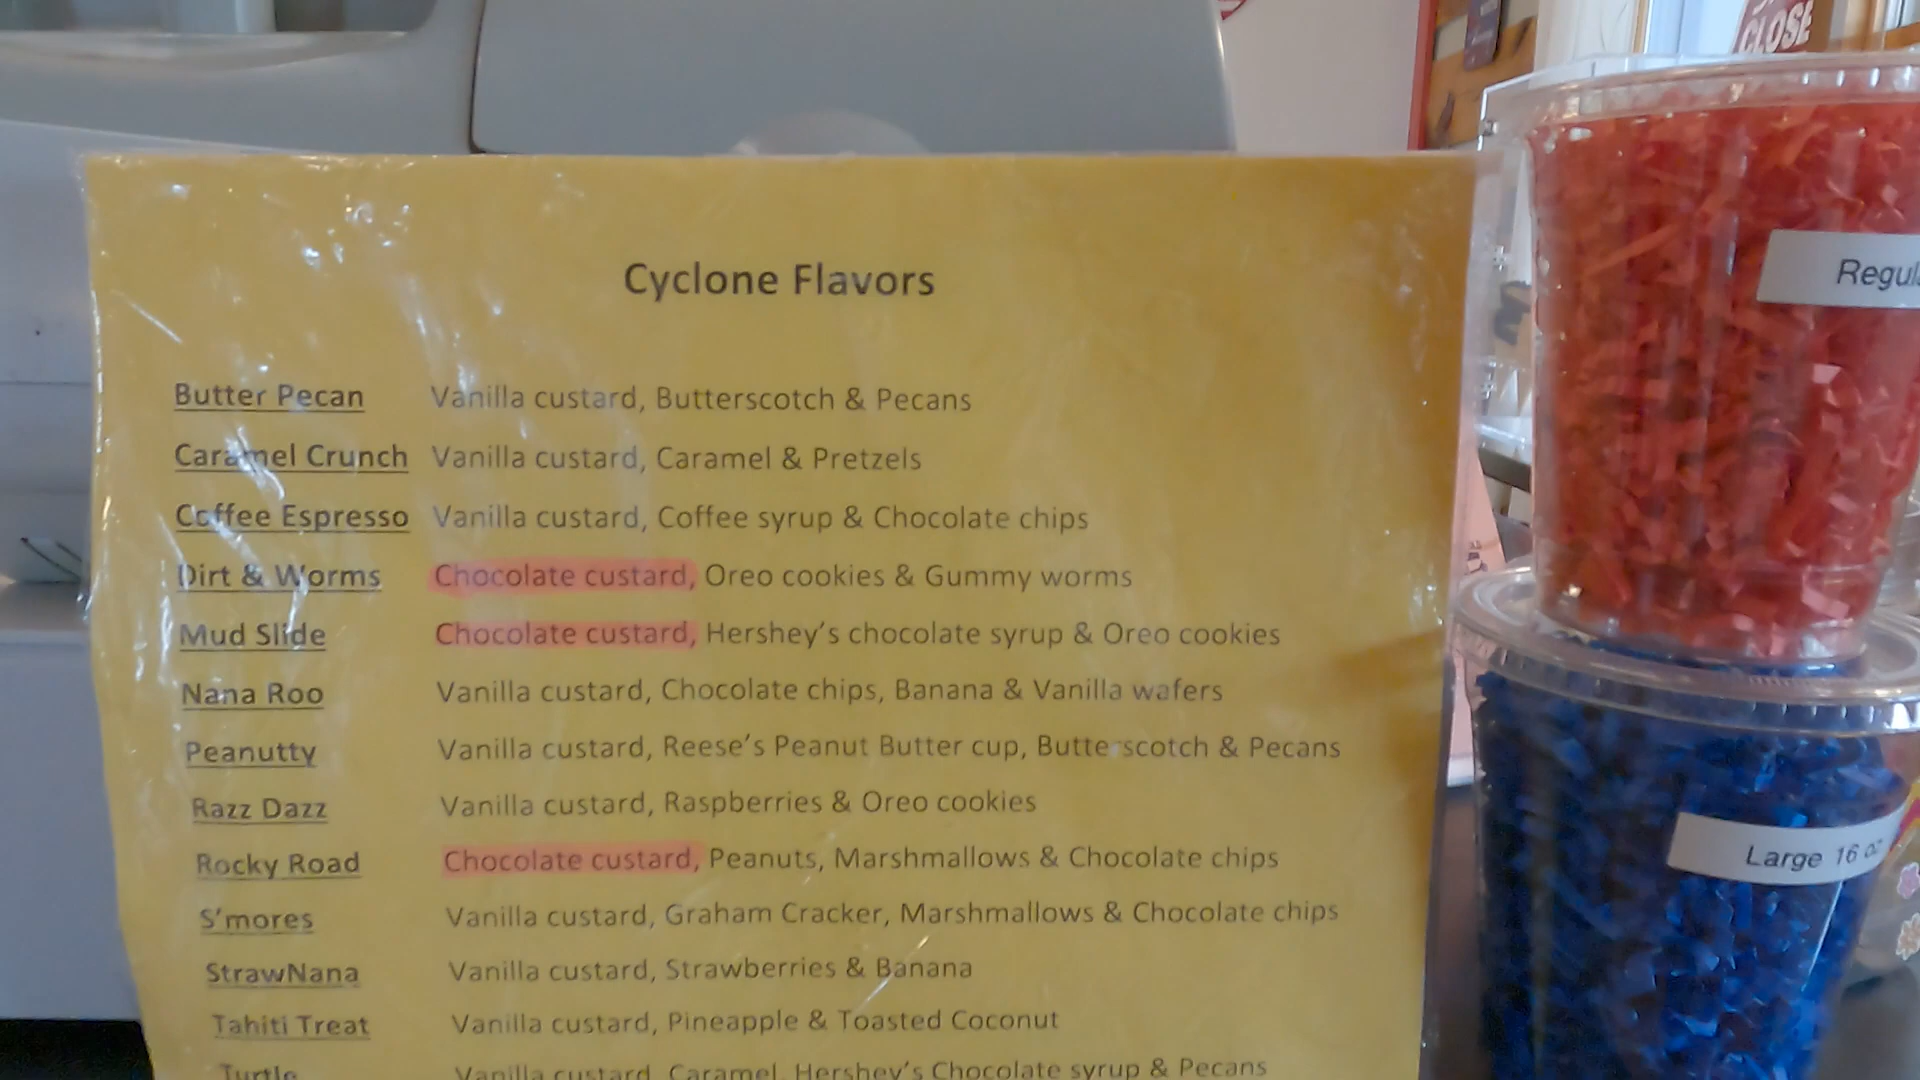 CLOSE
Cyclone Flavors
Butter Pecan Vanilla custard, Butterscotch & Pecans
Caramel Crunch Vanilla custard, Caramel & Pretzels
Coffee Espresso Vanilla custard, Coffee syrup & Chocolate chips
Dirt & Worms Chocolate custard, Oreo cookies & Gummy worms
Mud Slide Chocolate custard, Hershey's chocolate syrup & Oreo cookies
Nana Roo Vanilla custard, Chocolate chips, Banana & Vanilla wafers
Peanutty Vanilla custard, Reese's Peanut Butter cup, Butterscotch & Pecans
Razz Dazz Vanilla custard, Raspberries & Oreo cookies
Rocky Road Chocolate custard, Peanuts, Marshmallows & Chocolate chips
S'mores Vanilla custard, Graham Cracker, Marshmallows & Chocolate chips
StrawNana Vanilla custard, Strawberries & Banana
Tahiti Treat Vanilla custard, Pineapple & Toasted Coconut
Turtle Vanilla custard, Caramel, Hershey's Chocolate syrup & Pecans
Regul
Large 16 oz